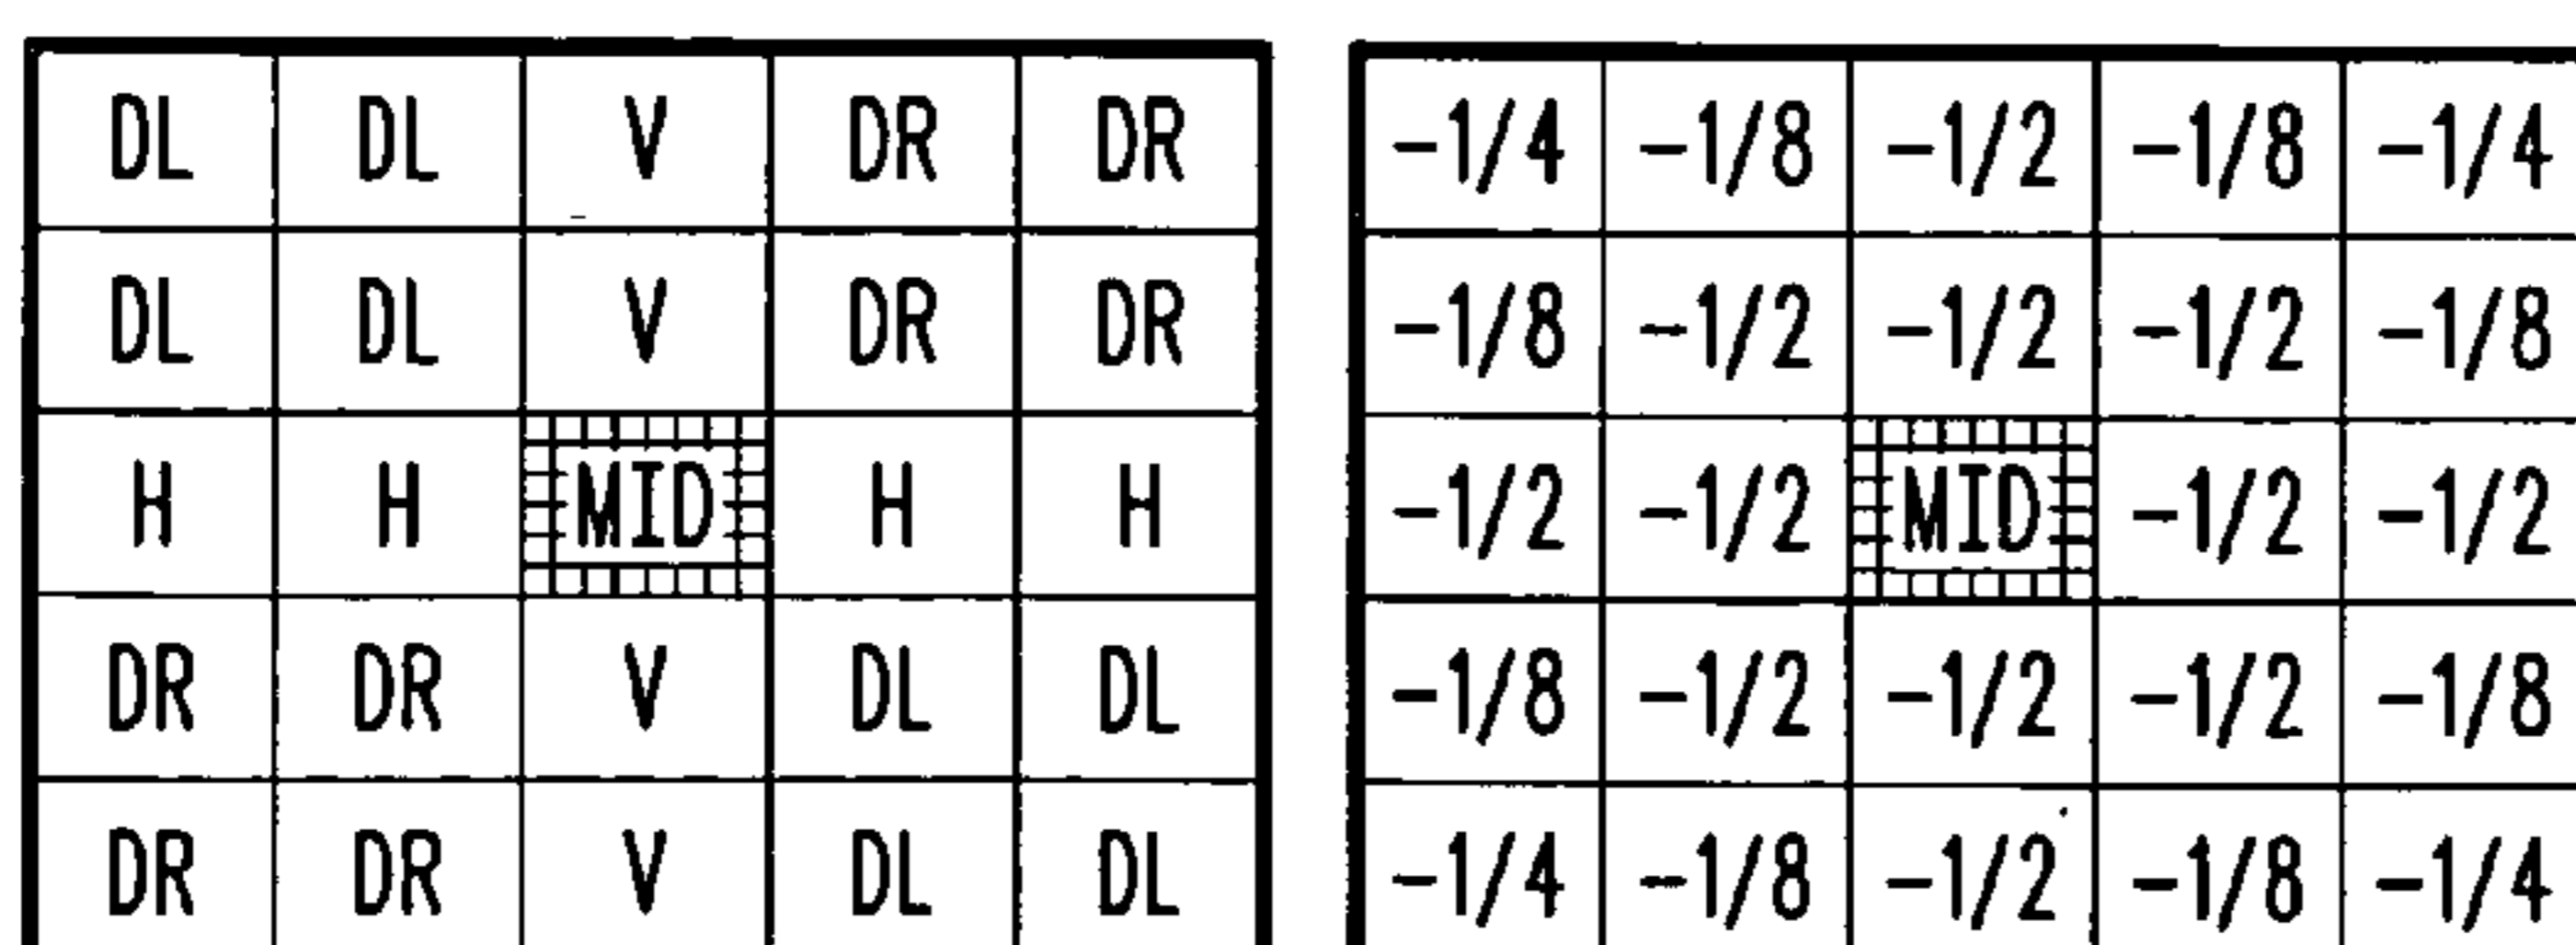 DL DL V DR DR -1/4 -1/8 -1/2 -1/8 -1/4
DL DL V DR DR -1/8 -1/2 -1/2 -1/2 -1/8
H H MID H H -1/2 -1/2 MID -1/2 -1/2
DR DR V DL DL -1/8 -1/2 -1/2 -1/2 -1/8
DR DR V DL DL -1/4 -1/8 -1/2 -1/8 -1/4